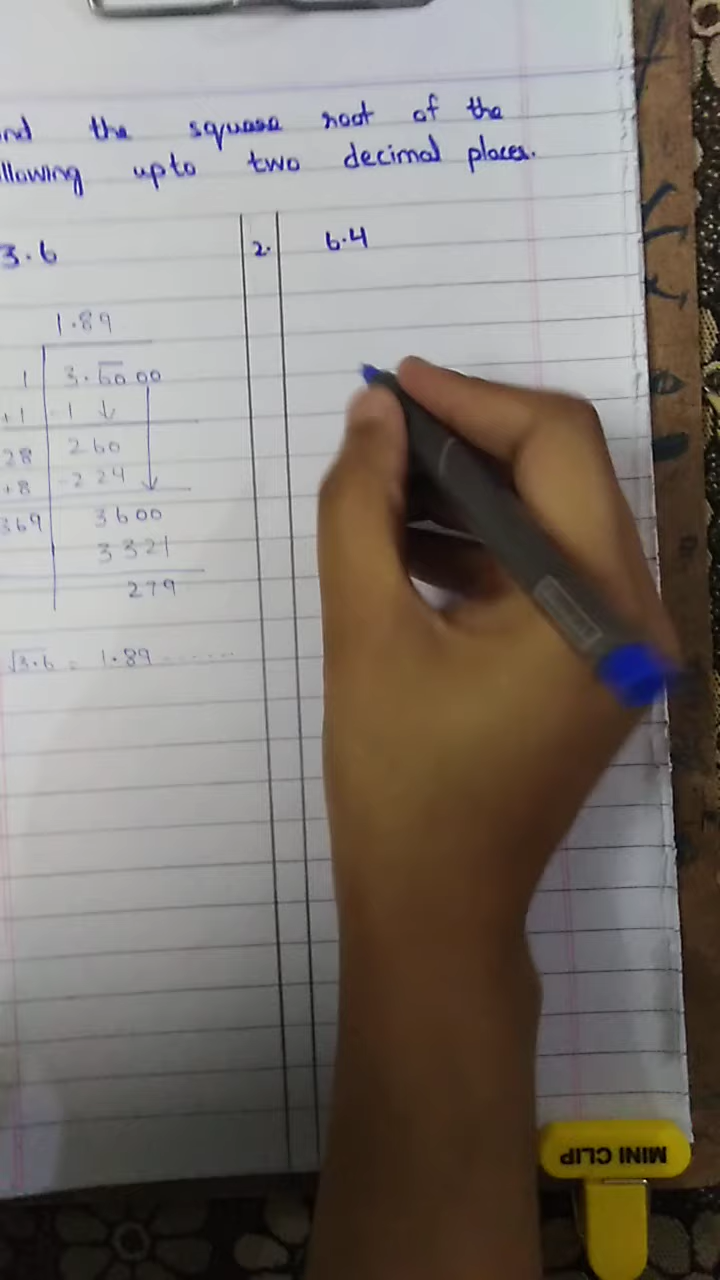 nd the square root of the
llowing upto two decimal places.
3.6
1.89
1 3.60 00
+1 1 ↓
28 260
+8 - 224
369 3600
3321
279
√3.6 = 1.89 ......
2. 6.4
MINI CLIP